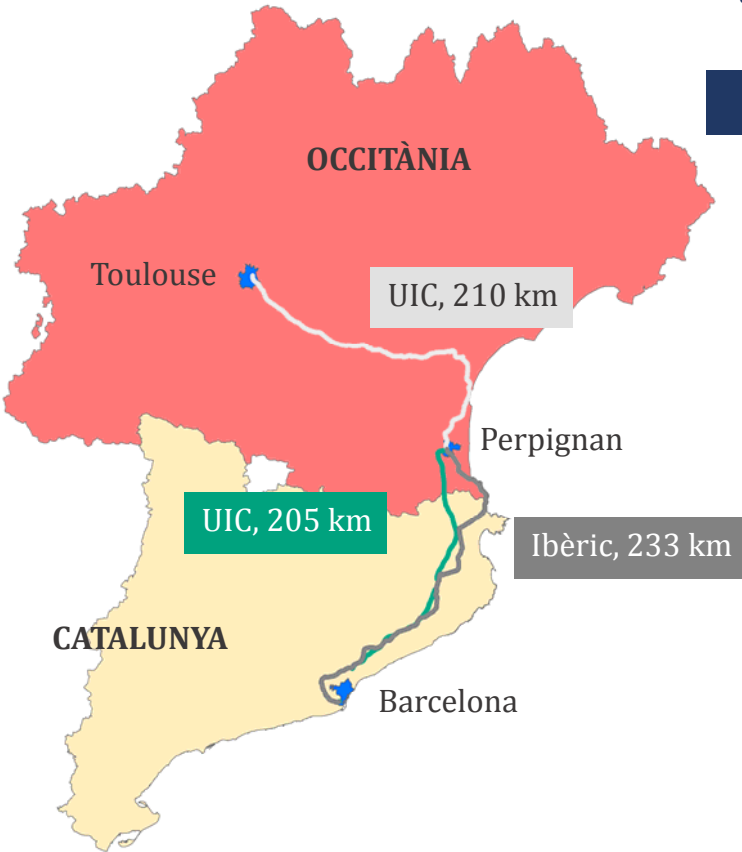 OCCITÀNIA
Toulouse
UIC, 210 km
Perpignan
UIC, 205 km
Ibèric, 233 km
CATALUNYA
Barcelona